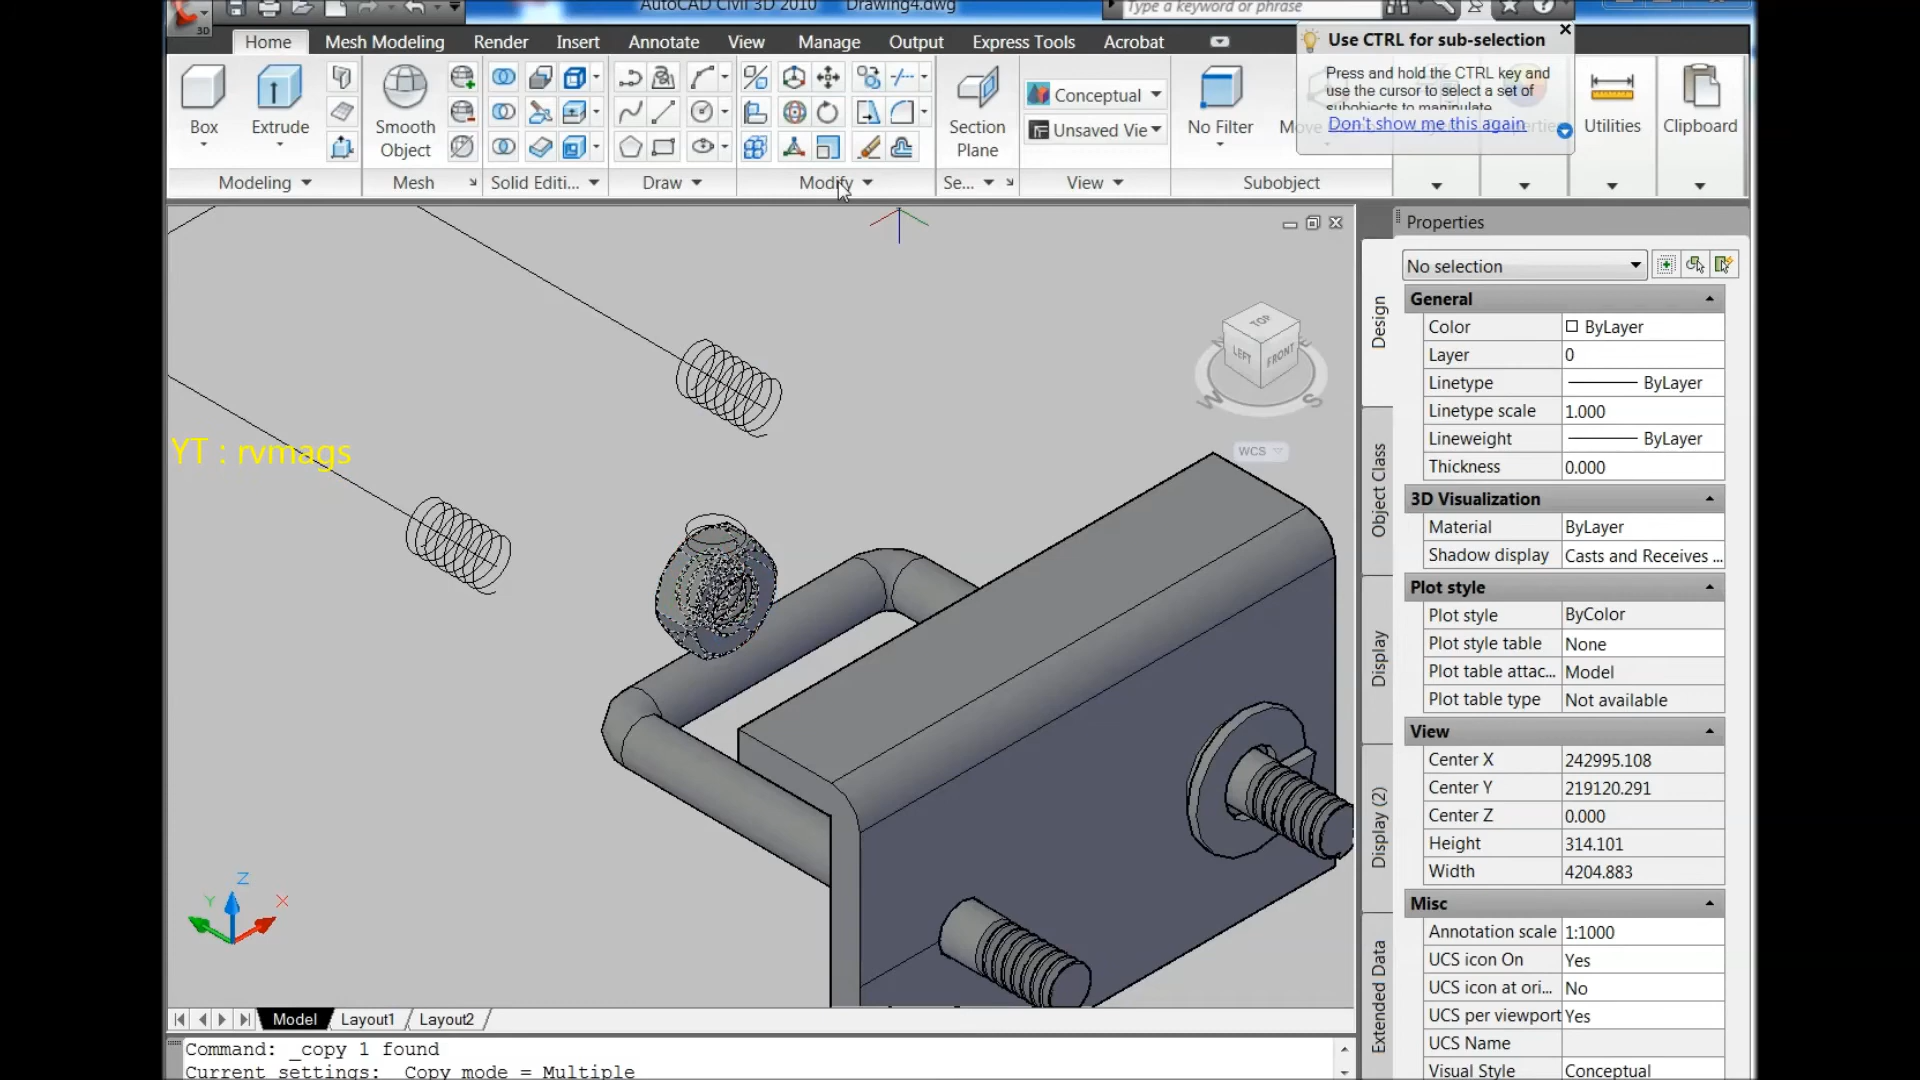 AutoCAD Civil 3D 2010 Drawing4.dwg
Type a keyword or phrase
3D
Home Mesh Modeling Render Insert Annotate View Manage Output Express Tools Acrobat
Use CTRL for sub-selection
Press and hold the CTRL key and
use the cursor to select a set of
subobjects to manipulate
Don't show me this again
Box
Extrude
Smooth
Object
Section
Plane
Conceptual
Unsaved Vie
No Filter
Utilities
Clipboard
Modeling
Mesh
Solid Editi...
Draw
Modify
Se...
View
Subobject
TOP
LEFT
FRONT
W
S
WCS
YT : rvmags
Z
Y
X
Model Layout1 Layout2
Command: _copy 1 found
Current settings: Copy mode = Multiple
Design
Object Class
Display
Display (2)
Extended Data
Properties
No selection
General
Color ByLayer
Layer 0
Linetype ByLayer
Linetype scale 1.000
Lineweight ByLayer
Thickness 0.000
3D Visualization
Material ByLayer
Shadow display Casts and Receives ...
Plot style
Plot style ByColor
Plot style table None
Plot table attac... Model
Plot table type Not available
View
Center X 242995.108
Center Y 219120.291
Center Z 0.000
Height 314.101
Width 4204.883
Misc
Annotation scale 1:1000
UCS icon On Yes
UCS icon at ori... No
UCS per viewport Yes
UCS Name
Visual Style Conceptual